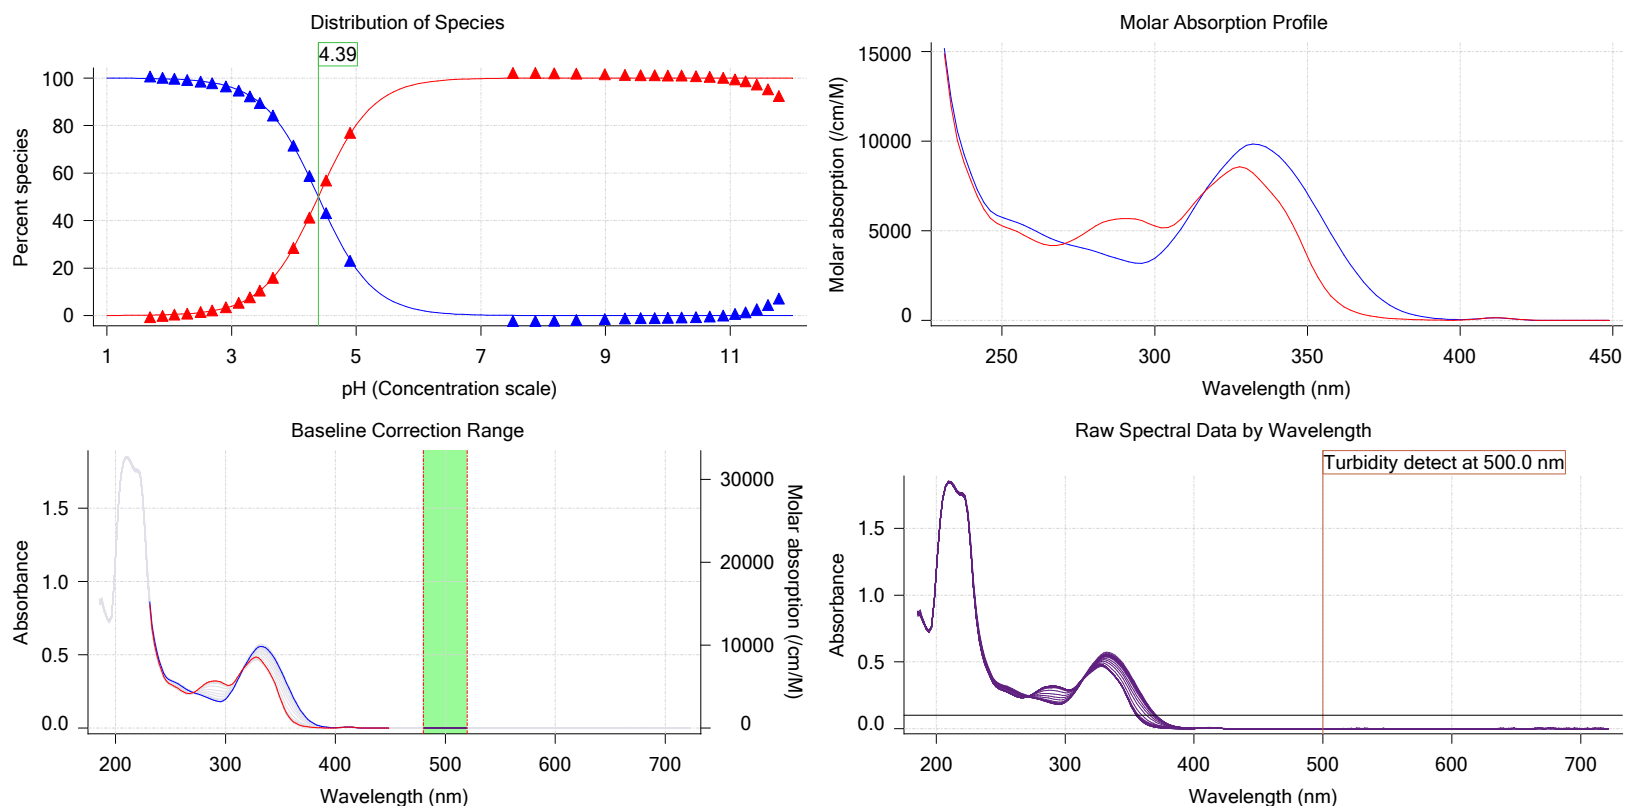 Distribution of Species
4.39
100
80
60
40
20
0
Percent species
1 3 5 7 9 11
pH (Concentration scale)
Molar Absorption Profile
15000
10000
5000
0
Molar absorption (/cm/M)
250 300 350 400 450
Wavelength (nm)
Baseline Correction Range
1.5
1.0
0.5
0.0
Absorbance
30000
20000
10000
0
Molar absorption (/cm/M)
200 300 400 500 600 700
Wavelength (nm)
Raw Spectral Data by Wavelength
Turbidity detect at 500.0 nm
1.5
1.0
0.5
0.0
Absorbance
200 300 400 500 600 700
Wavelength (nm)